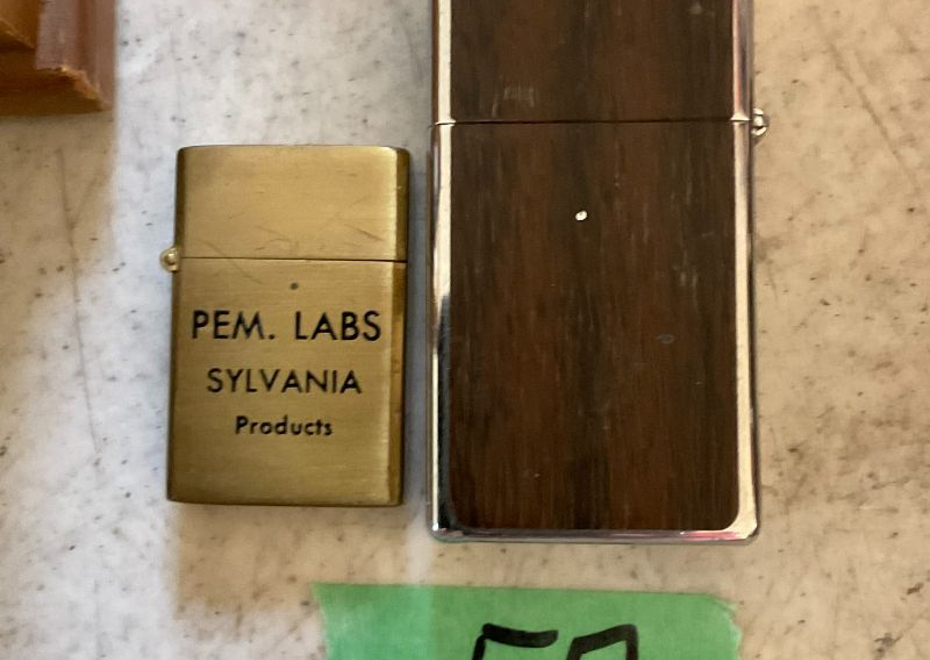 PEM. LABS
SYLVANIA
Products